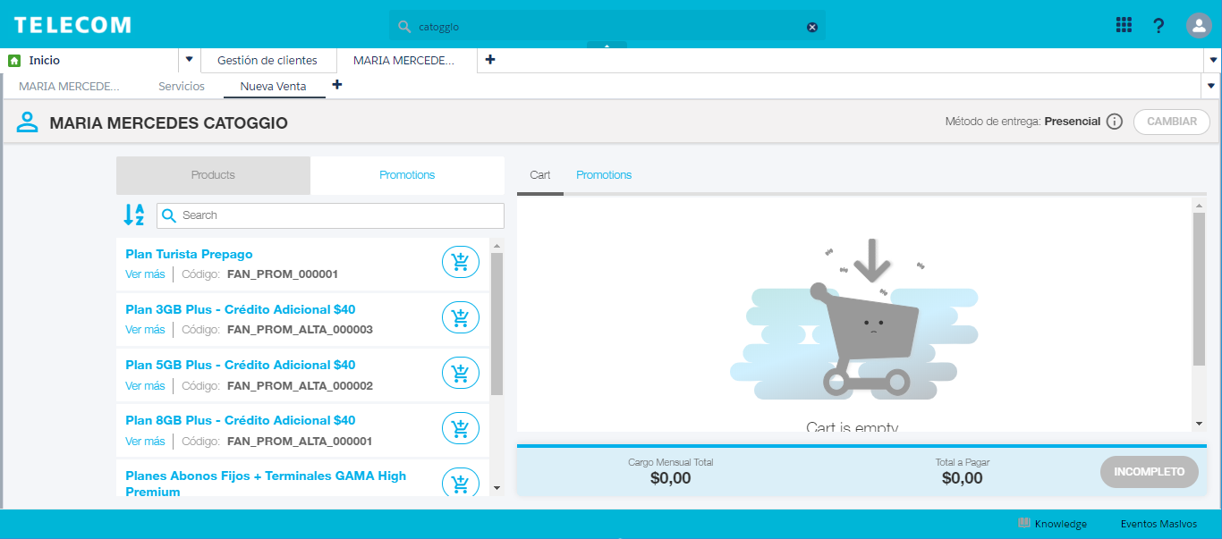 TELECOM
catoggio
Inicio
Gestión de clientes
MARIA MERCEDE...
MARIA MERCEDE...
Servicios
Nueva Venta
MARIA MERCEDES CATOGGIO
Método de entrega: Presencial
CAMBIAR
Products
Promotions
Search
Plan Turista Prepago
Ver más Código: FAN_PROM_000001
Plan 3GB Plus - Crédito Adicional $40
Ver más Código: FAN_PROM_ALTA_000003
Plan 5GB Plus - Crédito Adicional $40
Ver más Código: FAN_PROM_ALTA_000002
Plan 8GB Plus - Crédito Adicional $40
Ver más Código: FAN_PROM_ALTA_000001
Planes Abonos Fijos + Terminales GAMA High
Premium
Cart
Promotions
Cart is empty
Cargo Mensual Total
$0,00
Total a Pagar
$0,00
INCOMPLETO
Knowledge
Eventos Masivos